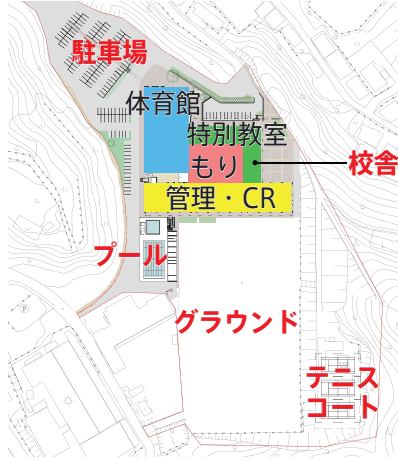 駐車場
体育館
特別教室
もり
校舎
管理・CR
プール
グラウンド
テニス
コート
P